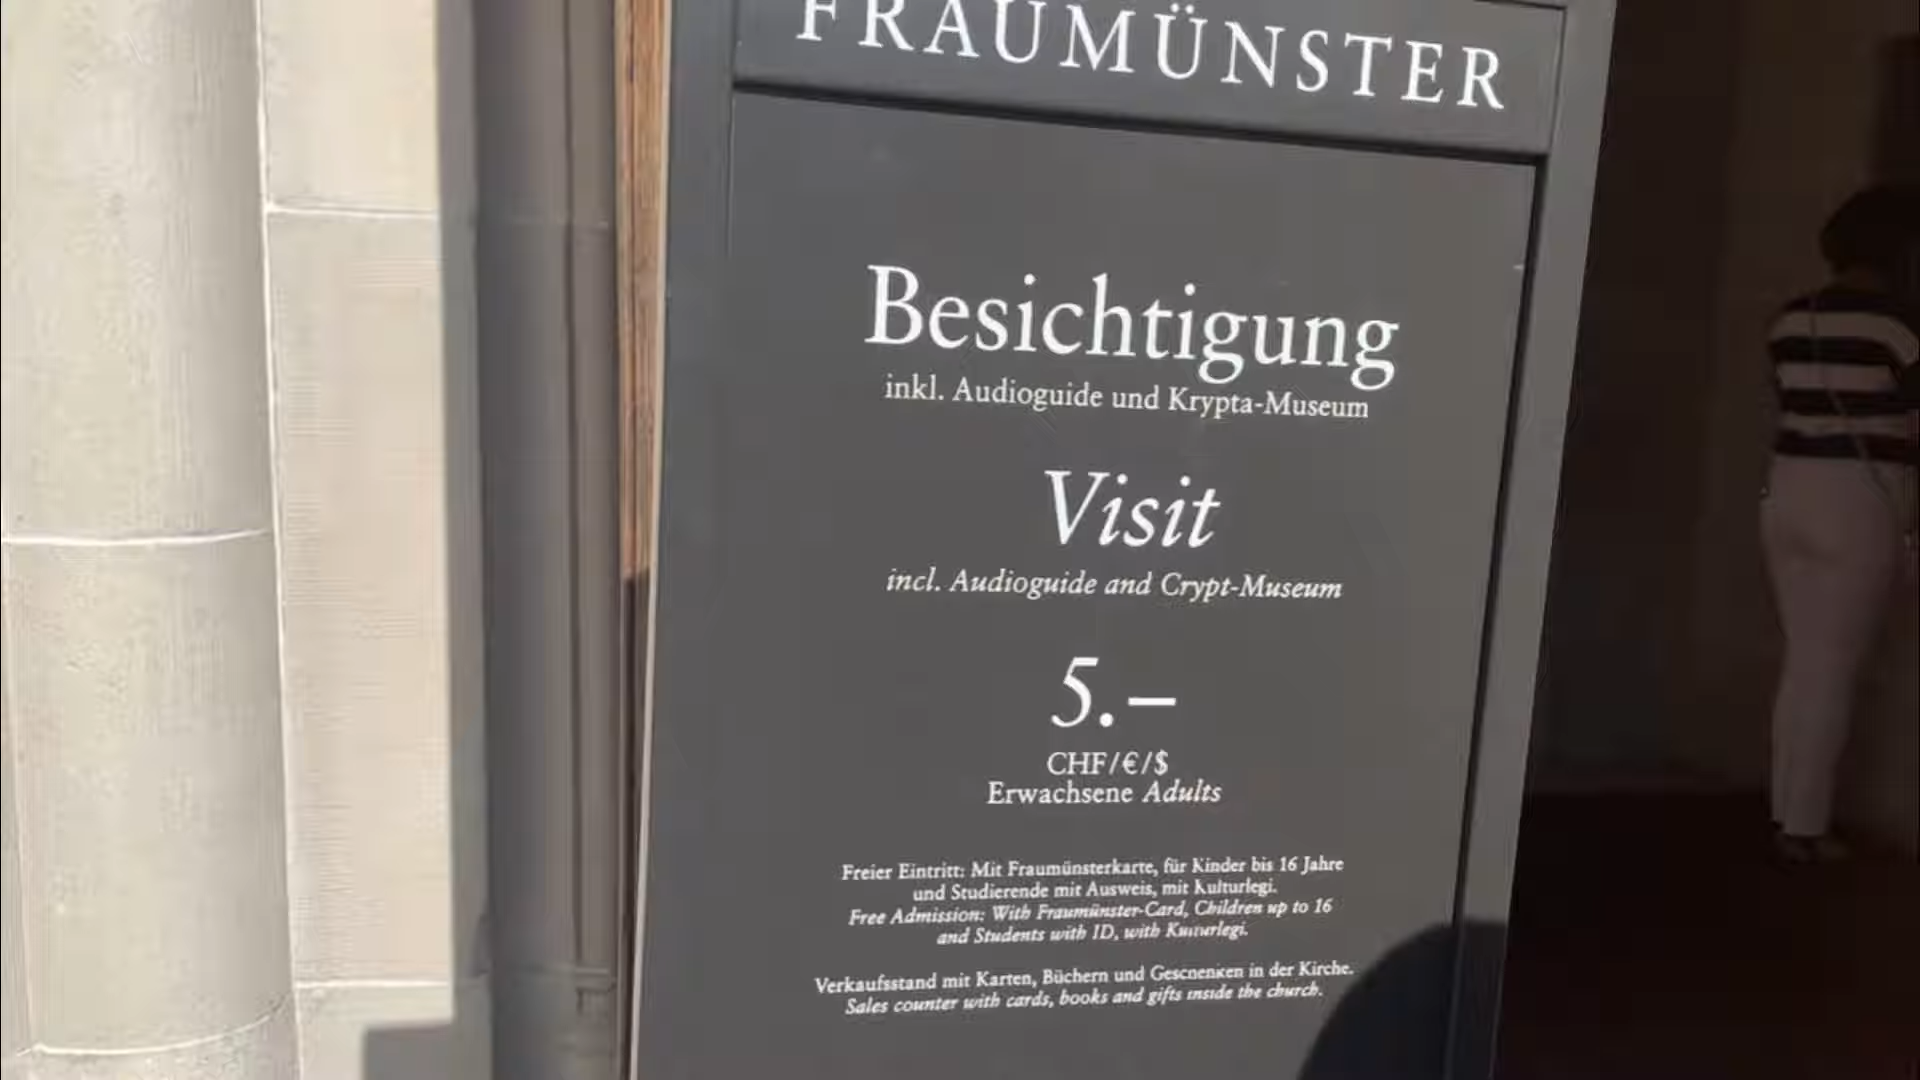 FRAUMÜNSTER
Besichtigung
inkl. Audioguide und Krypta-Museum
Visit
incl. Audioguide and Crypt-Museum
5.–
CHF/€/$
Erwachsene Adults
Freier Eintritt: Mit Fraumünsterkarte, für Kinder bis 16 Jahre
und Studierende mit Ausweis, mit Kulturlegi.
Free Admission: With Fraumünster-Card, Children up to 16
and Students with ID, with Kulturlegi.
Verkaufsstand mit Karten, Büchern und Geschenken in der Kirche.
Sales counter with cards, books and gifts inside the church.